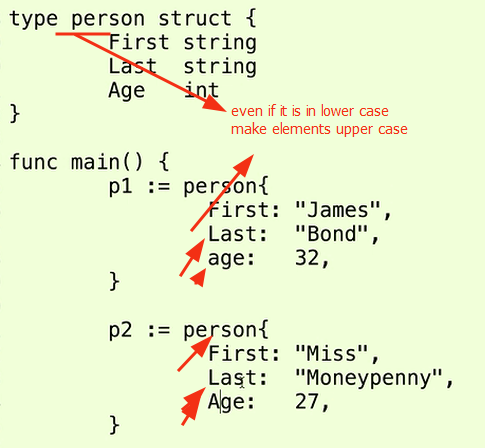 type person struct {
First string
Last string
Age int
}
even if it is in lower case
make elements upper case
func main() {
p1 := person{
First: "James",
Last: "Bond",
age: 32,
}
p2 := person{
First: "Miss",
Last: "Moneypenny",
Age: 27,
}